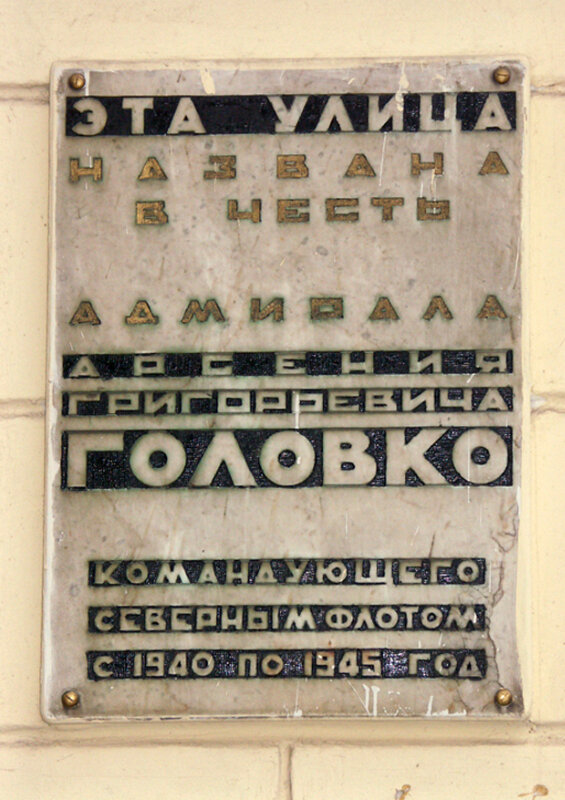 ЭТА УЛИЦА
НАЗВАНА
В ЧЕСТЬ
АДМИРАЛА
АРСЕНИЯ
ГРИГОРЬЕВИЧА
ГОЛОВКО
КОМАНДУЮЩЕГО
СЕВЕРНЫМ ФЛОТОМ
С 1940 ПО 1945 ГОД